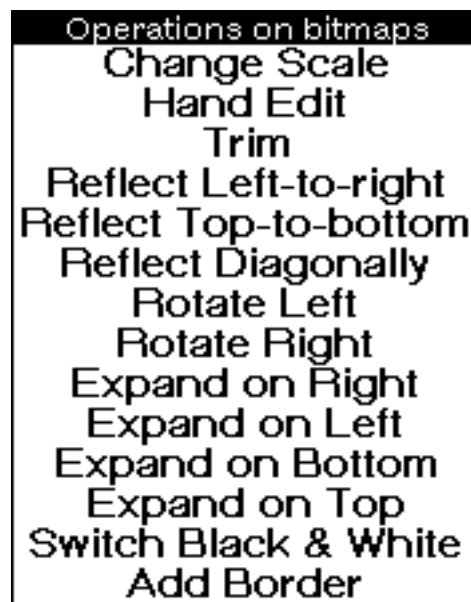 Operations on bitmaps
Change Scale
Hand Edit
Trim
Reflect Left-to-right
Reflect Top-to-bottom
Reflect Diagonally
Rotate Left
Rotate Right
Expand on Right
Expand on Left
Expand on Bottom
Expand on Top
Switch Black & White
Add Border